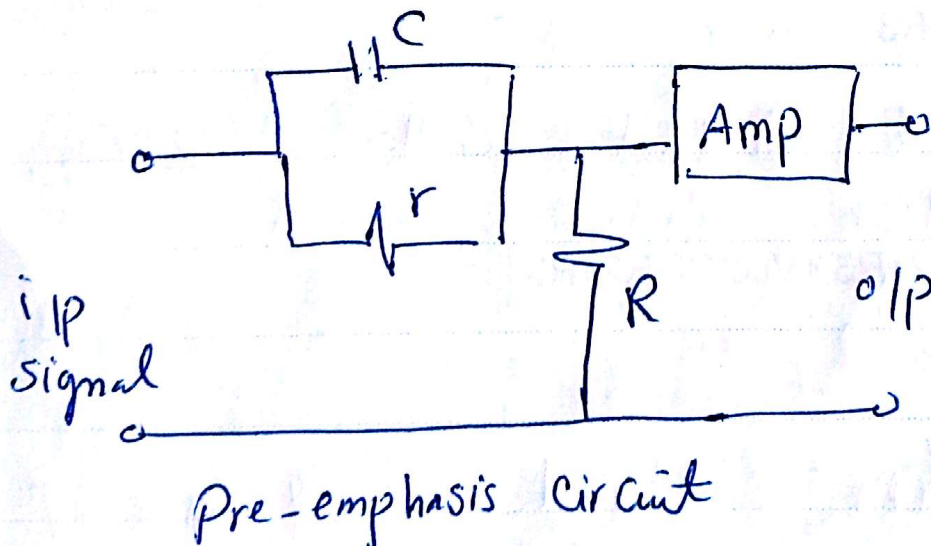 C
Amp
r
R
i/p
signal
o/p
Pre-emphasis circuit